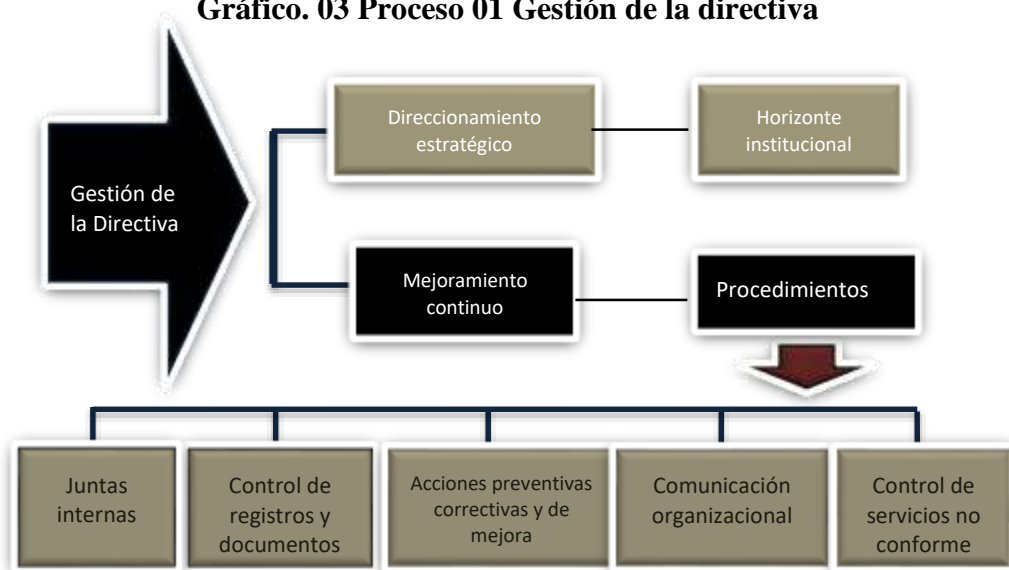 Gráfico. 03 Proceso 01 Gestión de la directiva
Direccionamiento
estratégico
Horizonte
institucional
Gestión de
la Directiva
Mejoramiento
continuo
Procedimientos
Juntas
internas
Control de
registros y
documentos
Acciones preventivas
correctivas y de
mejora
Comunicación
organizacional
Control de
servicios no
conforme